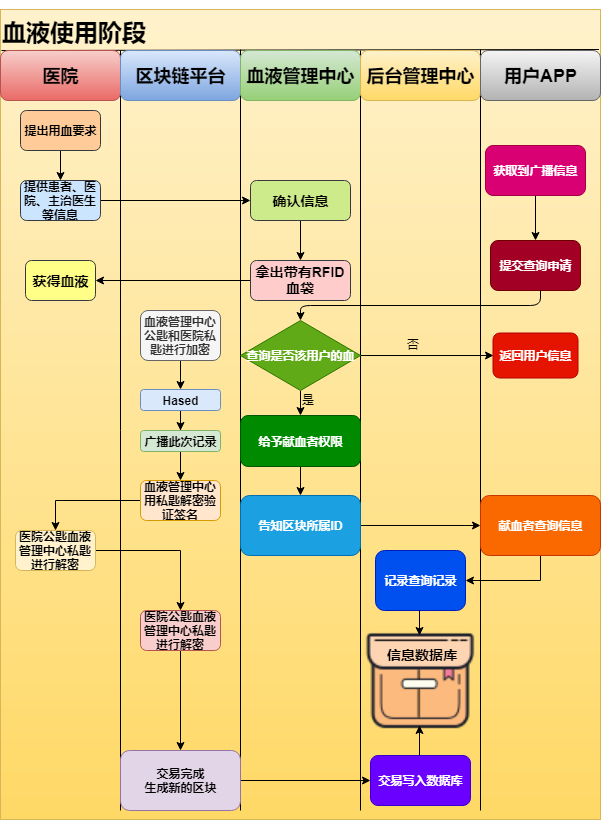 血液使用阶段
医院
区块链平台
血液管理中心
后台管理中心
用户APP
提出用血要求
提供患者、医
院、主治医生
等信息
确认信息
获取到广播信息
提交查询申请
获得血液
拿出带有RFID
血袋
血液管理中心
公匙和医院私
匙进行加密
查询是否该用户的血
否
返回用户信息
是
Hased
广播此次记录
给予献血者权限
血液管理中心
用私匙解密验
证签名
告知区块所属ID
献血者查询信息
医院公匙血液
管理中心私匙
进行解密
记录查询记录
医院公匙血液
管理中心私匙
进行解密
信息数据库
交易完成
生成新的区块
交易写入数据库